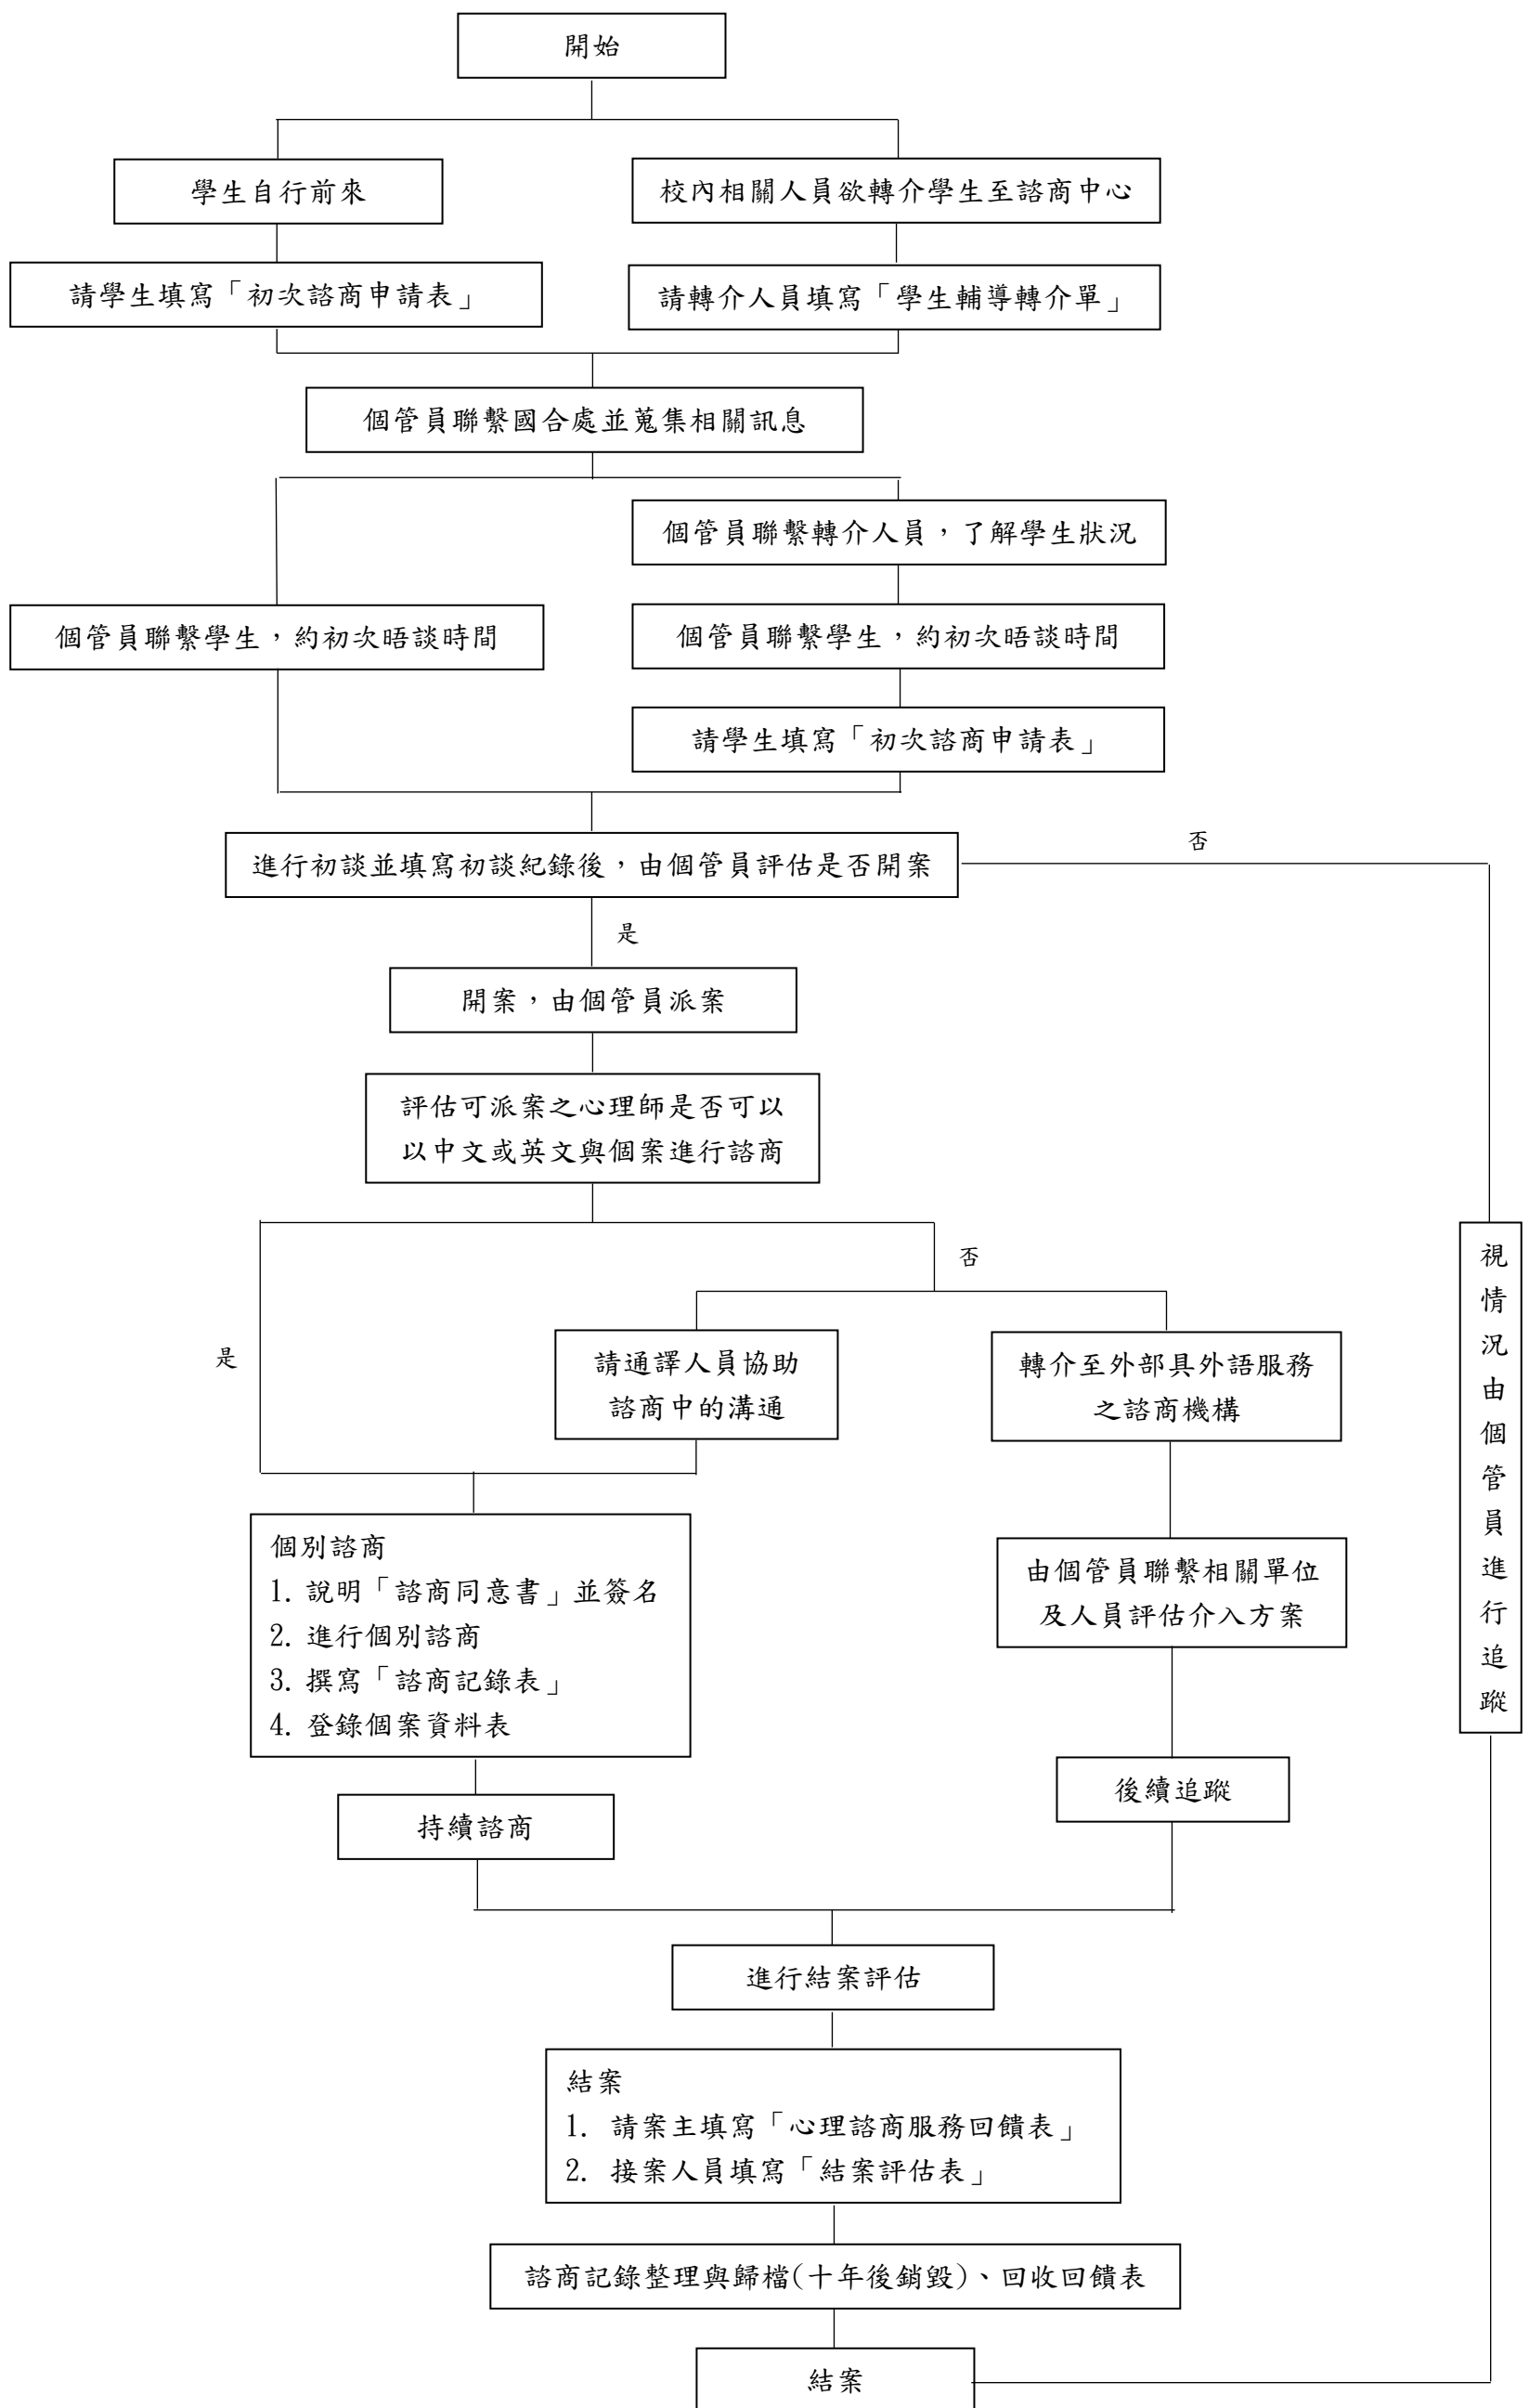 開始
學生自行前來
校內相關人員欲轉介學生至諮商中心
請學生填寫「初次諮商申請表」
請轉介人員填寫「學生輔導轉介單」
個管員聯繫國合處並蒐集相關訊息
個管員聯繫轉介人員，了解學生狀況
個管員聯繫學生，約初次晤談時間
個管員聯繫學生，約初次晤談時間
請學生填寫「初次諮商申請表」
進行初談並填寫初談紀錄後，由個管員評估是否開案
否
是
開案，由個管員派案
評估可派案之心理師是否可以
以中文或英文與個案進行諮商
否
是
請通譯人員協助
諮商中的溝通
轉介至外部具外語服務
之諮商機構
視情況由個管員進行追蹤
個別諮商
1. 說明「諮商同意書」並簽名
2. 進行個別諮商
3. 撰寫「諮商記錄表」
4. 登錄個案資料表
由個管員聯繫相關單位
及人員評估介入方案
後續追蹤
持續諮商
進行結案評估
結案
1. 請案主填寫「心理諮商服務回饋表」
2. 接案人員填寫「結案評估表」
諮商記錄整理與歸檔(十年後銷毀)、回收回饋表
結案